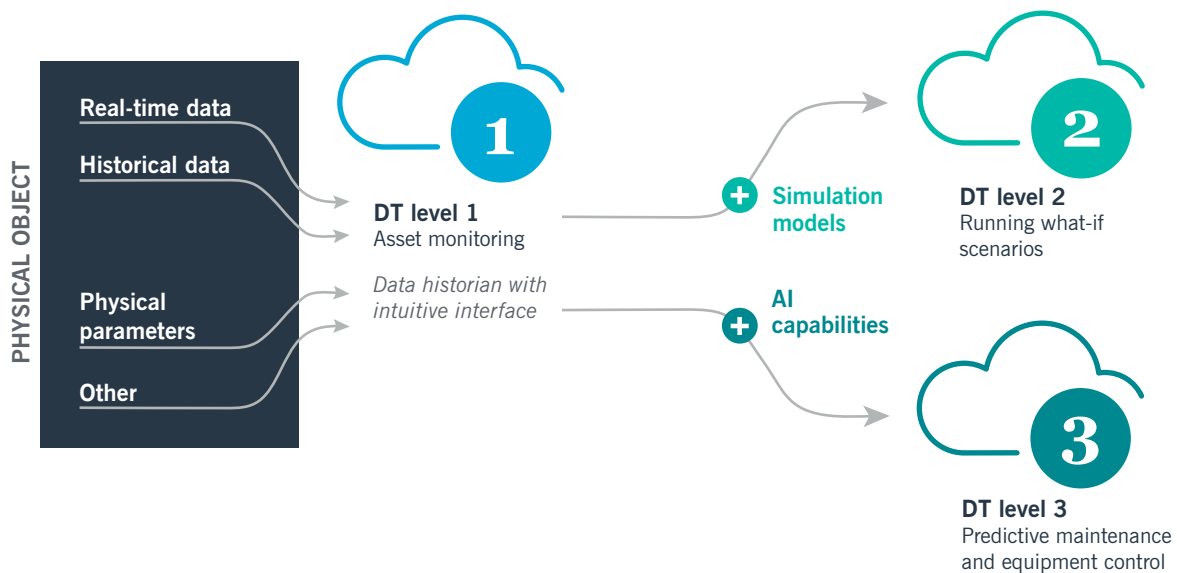 PHYSICAL OBJECT
Real-time data
Historical data
Physical
parameters
Other
1
DT level 1
Asset monitoring
Data historian with
intuitive interface
+
Simulation
models
+
AI
capabilities
2
DT level 2
Running what-if
scenarios
3
DT level 3
Predictive maintenance
and equipment control